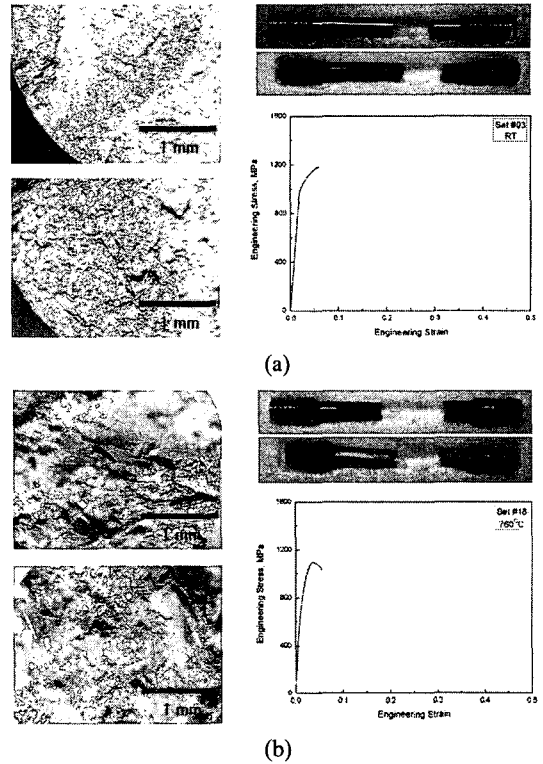 1 mm
1 mm
Set #03
RT
1600
1200
800
400
0
0.0 0.1 0.2 0.3 0.4 0.5
Engineering Stress, MPa
Engineering Strain
(a)
1 mm
1 mm
Set #18
760°C
1600
1200
800
400
0
0.0 0.1 0.2 0.3 0.4 0.5
Engineering Stress, MPa
Engineering Strain
(b)